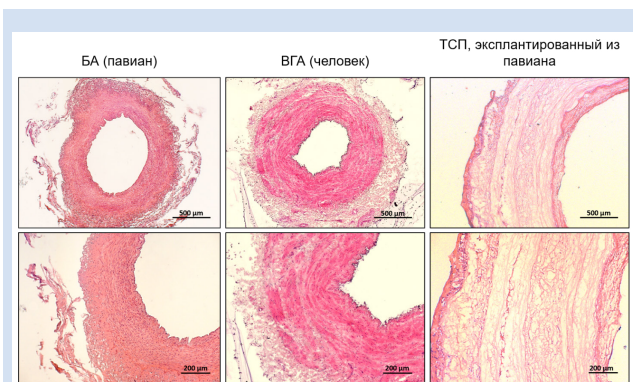 БА (павиан)
ВГА (человек)
ТСП, эксплантированный из
павиана
500 µm
500 µm
500 µm
200 µm
200 µm
200 µm